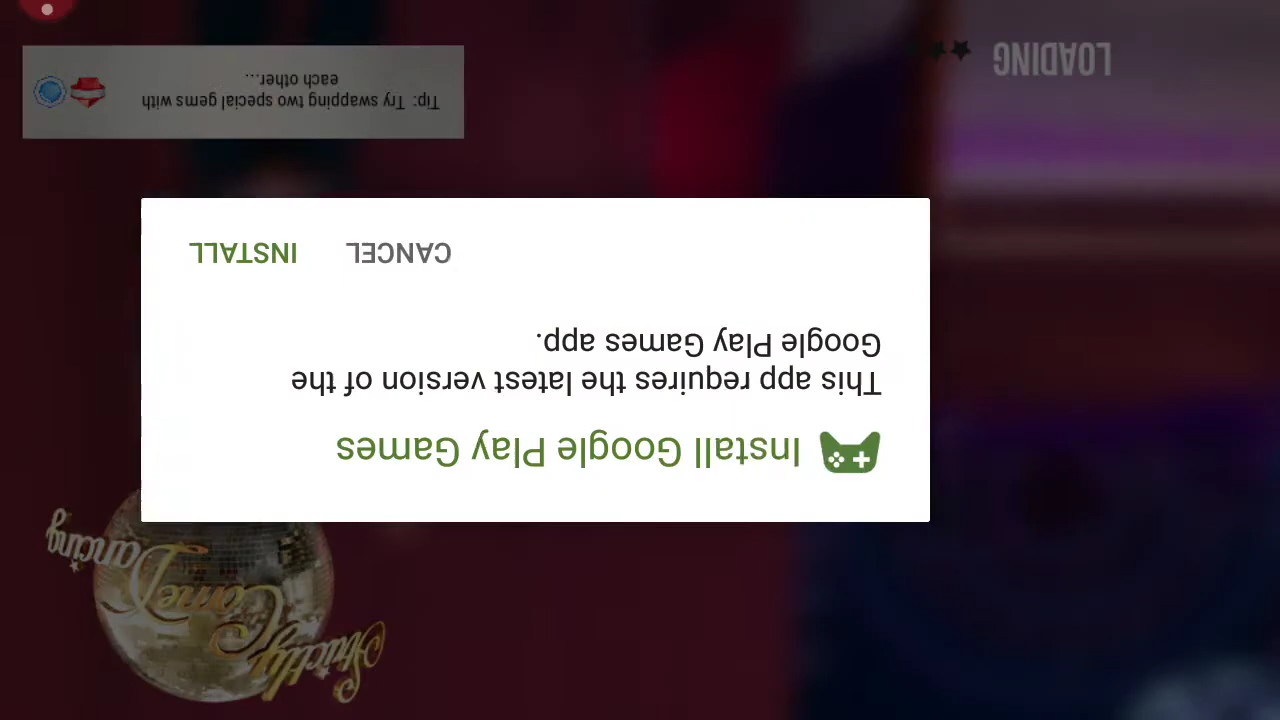 Strictly
Come
Dancing
Install Google Play Games
This app requires the latest version of the
Google Play Games app.
CANCEL
INSTALL
Tip: Try swapping two special gems with
each other...
LOADING